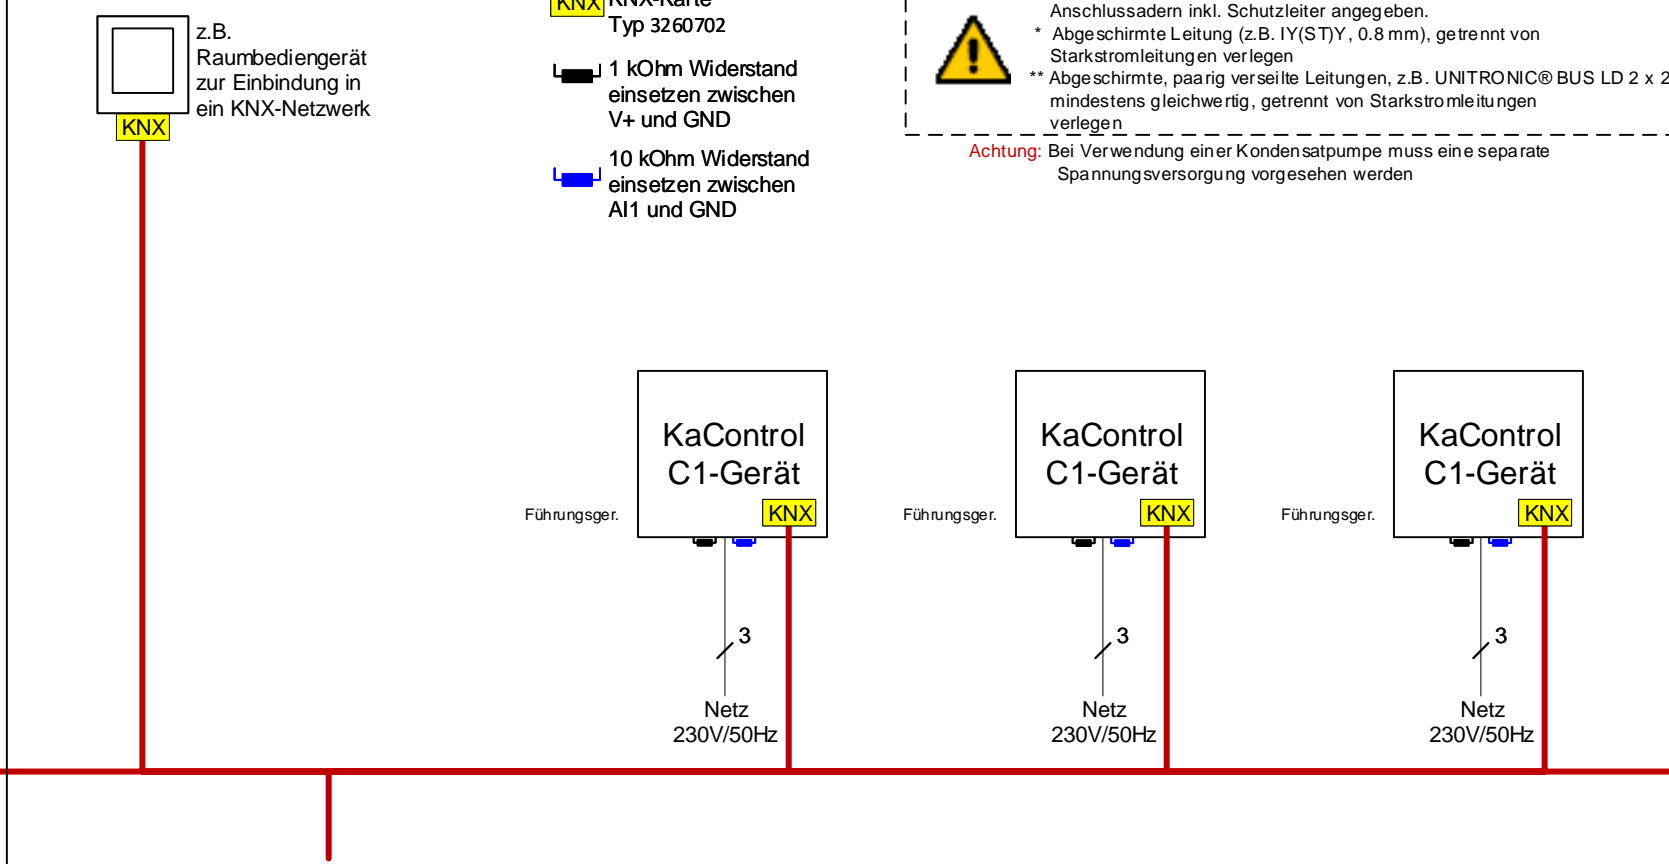 z.B.
Raumbediengerät
zur Einbindung in
ein KNX-Netzwerk
KNX
KNX KNX-Karte
Typ 3260702
1 kOhm Widerstand
einsetzen zwischen
V+ und GND
10 kOhm Widerstand
einsetzen zwischen
AI1 und GND
Anschlussadern inkl. Schutzleiter angegeben.
* Abgeschirmte Leitung (z.B. IY(ST)Y, 0.8 mm), getrennt von
Starkstromleitungen verlegen
** Abgeschirmte, paarig verseilte Leitungen, z.B. UNITRONIC® BUS LD 2 x 2
mindestens gleichwertig, getrennt von Starkstromleitungen
verlegen
Achtung: Bei Verwendung einer Kondensatpumpe muss eine separate
Spannungsversorgung vorgesehen werden
KaControl
C1-Gerät
KNX
Führungsger.
3
Netz
230V/50Hz
KaControl
C1-Gerät
KNX
Führungsger.
3
Netz
230V/50Hz
KaControl
C1-Gerät
KNX
Führungsger.
3
Netz
230V/50Hz